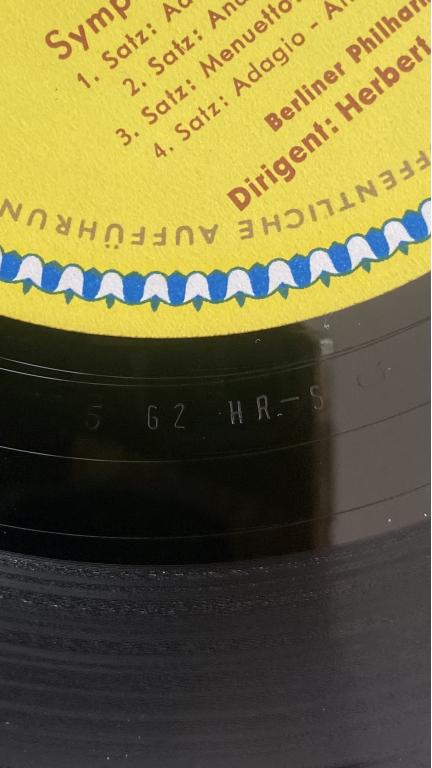 Symp
1. Satz: Ad
2. Satz: And
3. Satz: Menuetto
4. Satz: Adagio - An
Berliner Philharm
Dirigent: Herbert
FFENTLICHE AUFFÜHRUN
5 62 HR-S